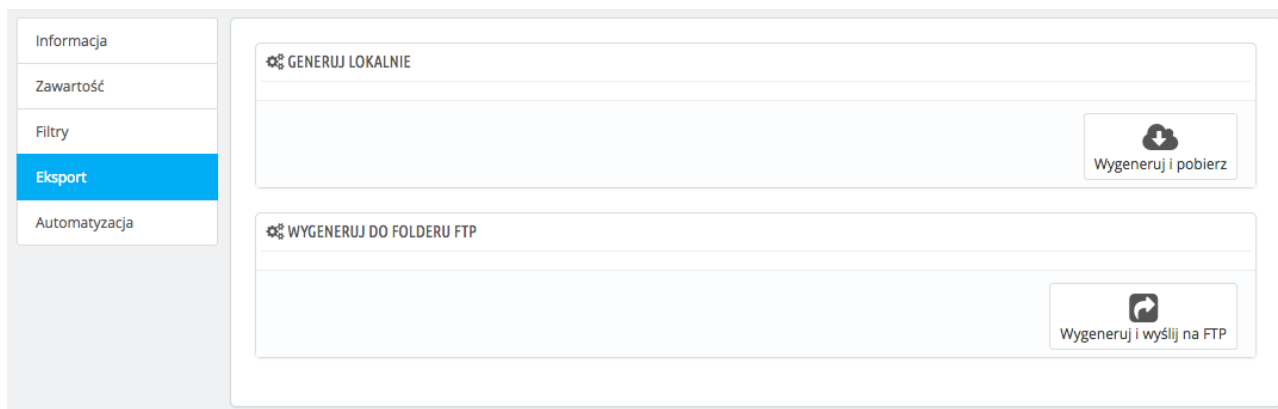 Informacja
Zawartość
Filtry
Eksport
Automatyzacja
GENERUJ LOKALNIE
Wygeneruj i pobierz
WYGENERUJ DO FOLDERU FTP
Wygeneruj i wyślij na FTP